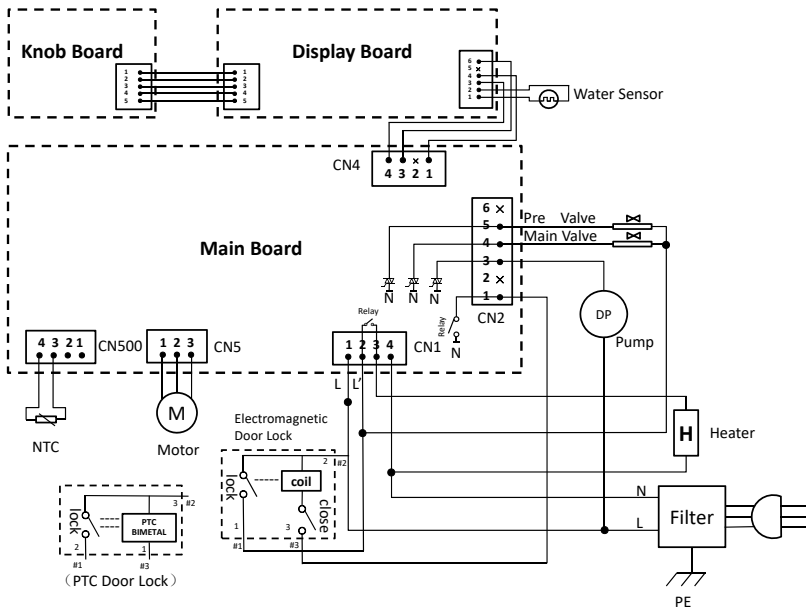 Knob Board
Display Board
1
2
3
4
5
1
2
3
4
5
6
5
4
3
2
1
Water Sensor
CN4
4 3 2 1
Main Board
6
5
4
3
2
1
CN2
Pre Valve
Main Valve
N N N
Relay
N
Relay
DP
Pump
4 3 2 1
CN500
1 2 3
CN5
1 2 3 4
CN1
L L'
NTC
M
Motor
Electromagnetic
Door Lock
2 #2
lock
coil
close
1
3
#1
#3
H
Heater
N
L
Filter
PE
3 #2
lock
PTC
BIMETAL
2
1
#1
#3
（PTC Door Lock）